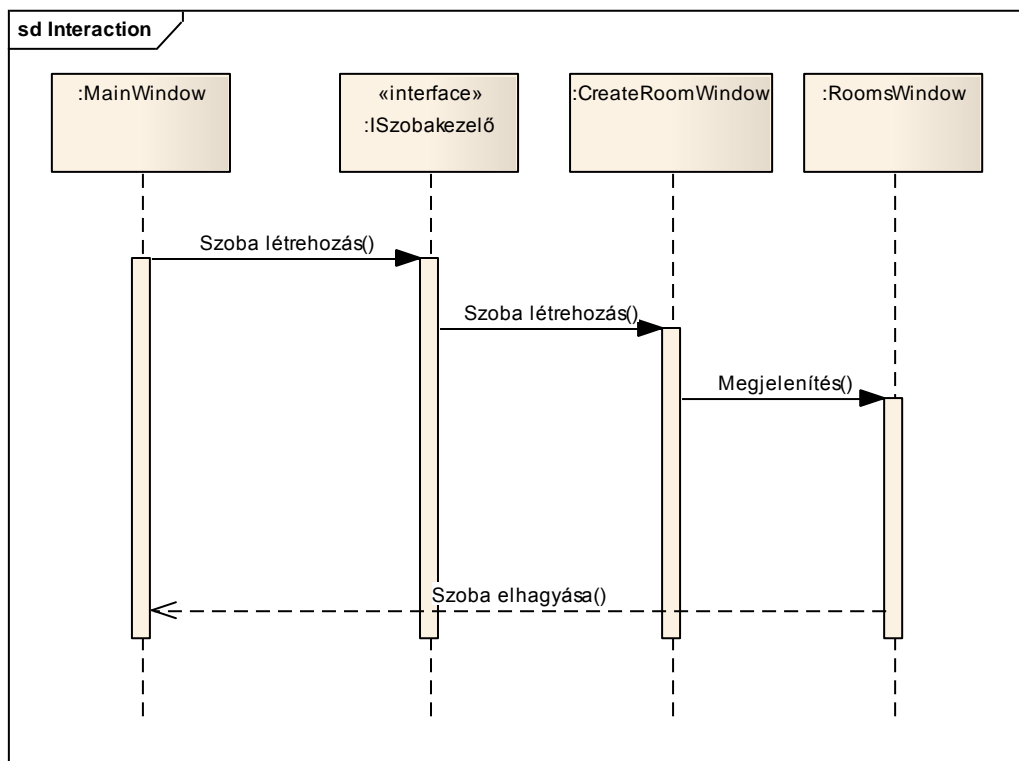 sd Interaction
:MainWindow
«interface»
:ISzobakezelő
:CreateRoomWindow
:RoomsWindow
Szoba létrehozás()
Szoba létrehozás()
Megjelenítés()
Szoba elhagyása()